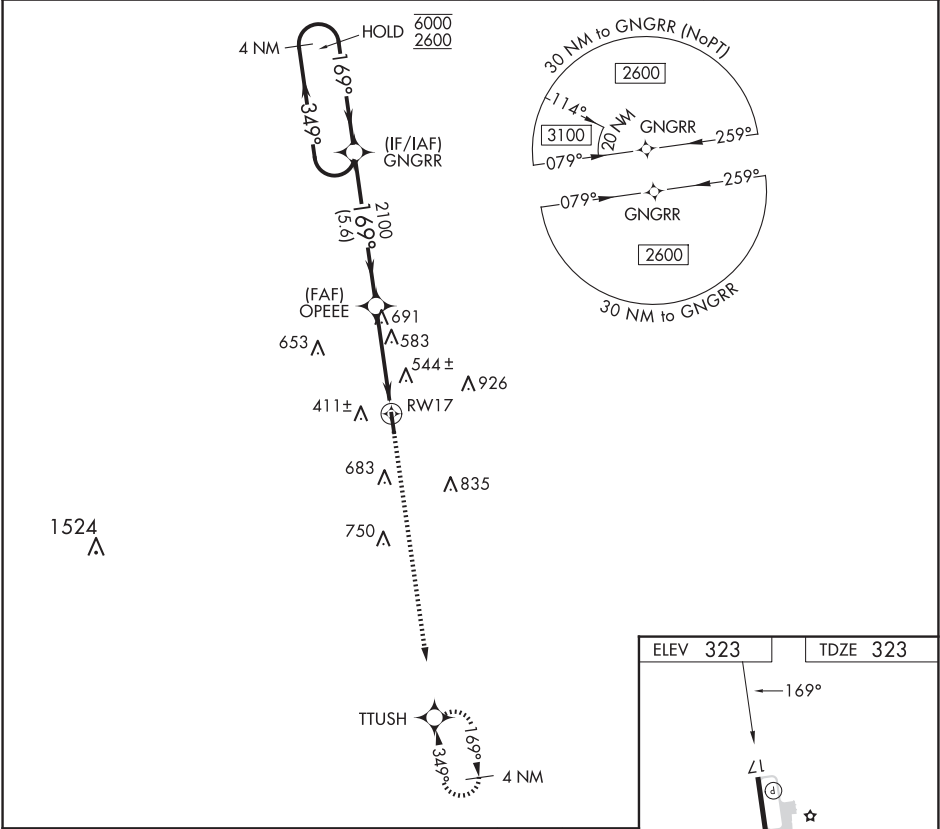 4 NM
HOLD
6000
2600
169°
349°
(IF/IAF)
GNGRR
2100
169°
(5.6)
(FAF)
OPEEE
691
583
653
544 ±
926
411±
RW17
683
835
750
1524
TTUSH
169°
349°
4 NM
30 NM to GNGRR (NoPT)
2600
114°
3100
20 NM
GNGRR
079°
259°
079°
259°
GNGRR
2600
30 NM to GNGRR
ELEV 323
TDZE 323
169°
17
P